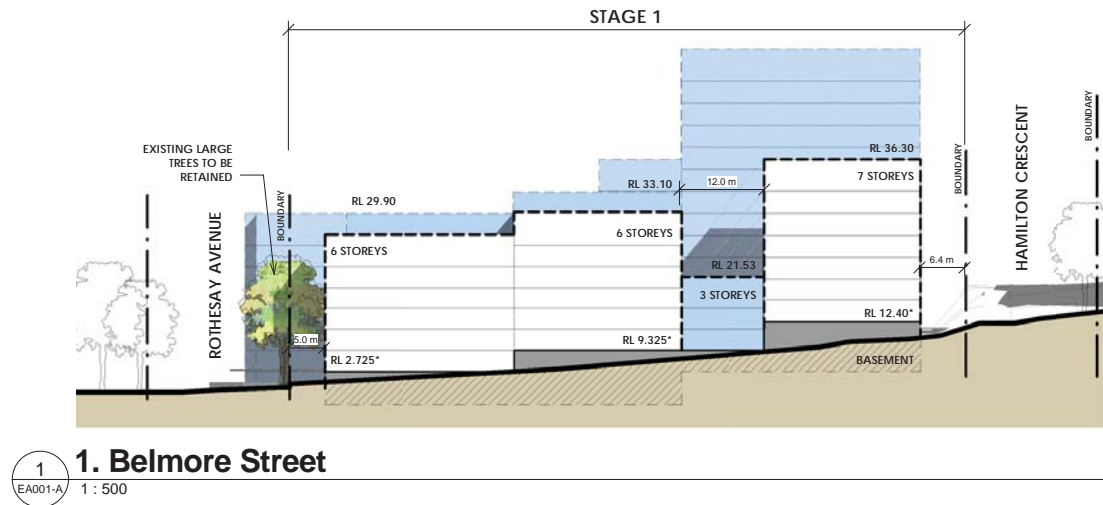 STAGE 1
EXISTING LARGE
TREES TO BE
RETAINED
ROTHESAY AVENUE
BOUNDARY
RL 29.90
6 STOREYS
5.0 m
RL 2.725*
RL 33.10
6 STOREYS
RL 9.325*
12.0 m
RL 21.53
3 STOREYS
RL 36.30
7 STOREYS
RL 12.40*
BASEMENT
BOUNDARY
6.4 m
HAMILTON CRESCENT
BOUNDARY
1
EA001-A
1. Belmore Street
1 : 500